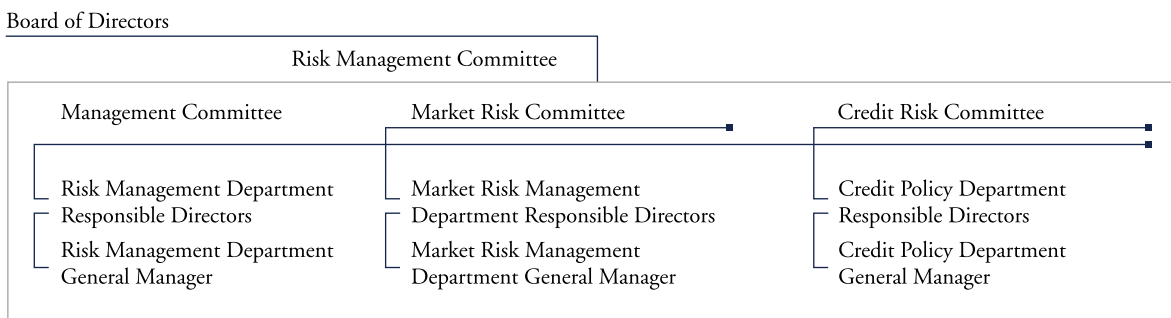 Board of Directors
Risk Management Committee
Management Committee
Market Risk Committee
Credit Risk Committee
Risk Management Department
Responsible Directors
Risk Management Department
General Manager
Market Risk Management
Department Responsible Directors
Market Risk Management
Department General Manager
Credit Policy Department
Responsible Directors
Credit Policy Department
General Manager